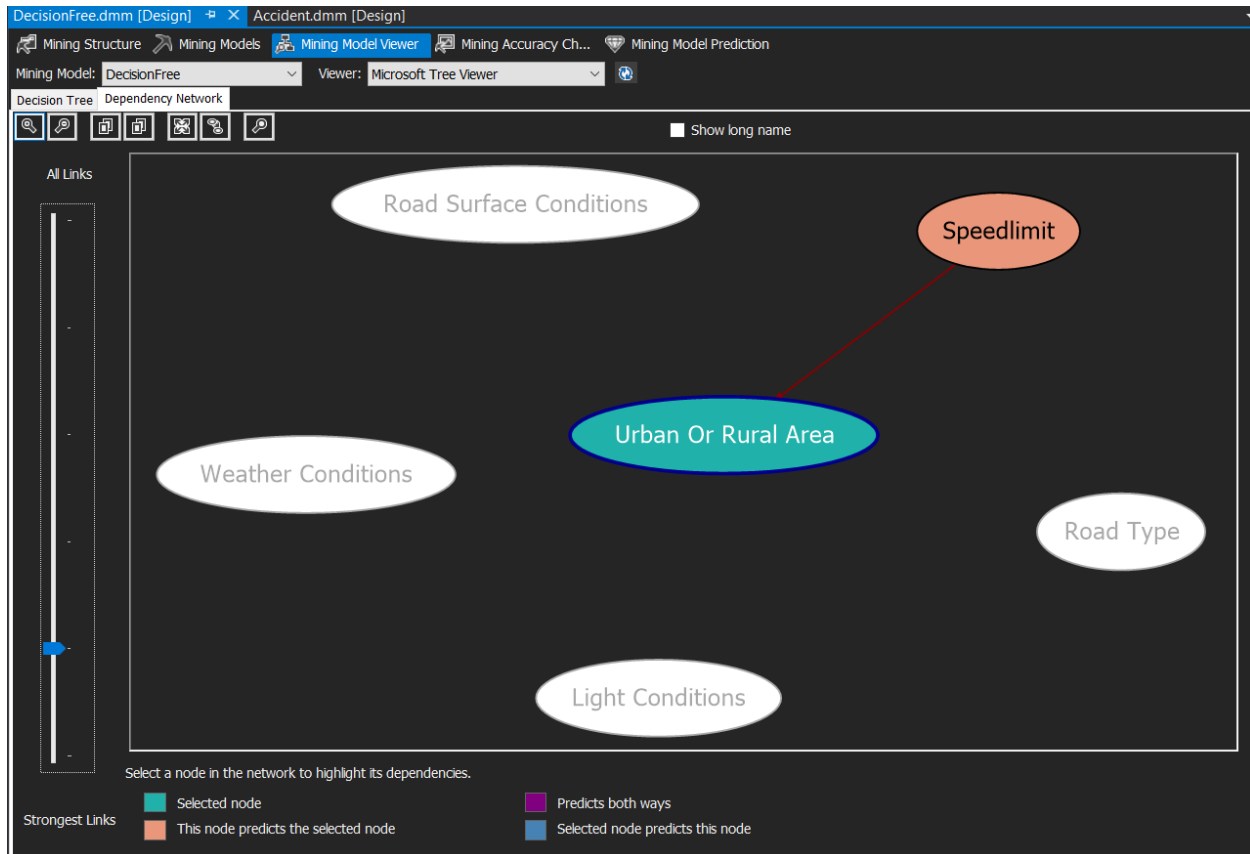 DecisionFree.dmm [Design] Accident.dmm [Design]
Mining Structure Mining Models Mining Model Viewer Mining Accuracy Ch... Mining Model Prediction
Mining Model: DecisionFree Viewer: Microsoft Tree Viewer
Decision Tree Dependency Network
Show long name
All Links
Road Surface Conditions
Speedlimit
Urban Or Rural Area
Weather Conditions
Road Type
Light Conditions
Select a node in the network to highlight its dependencies.
Selected node Predicts both ways
Strongest Links
This node predicts the selected node Selected node predicts this node